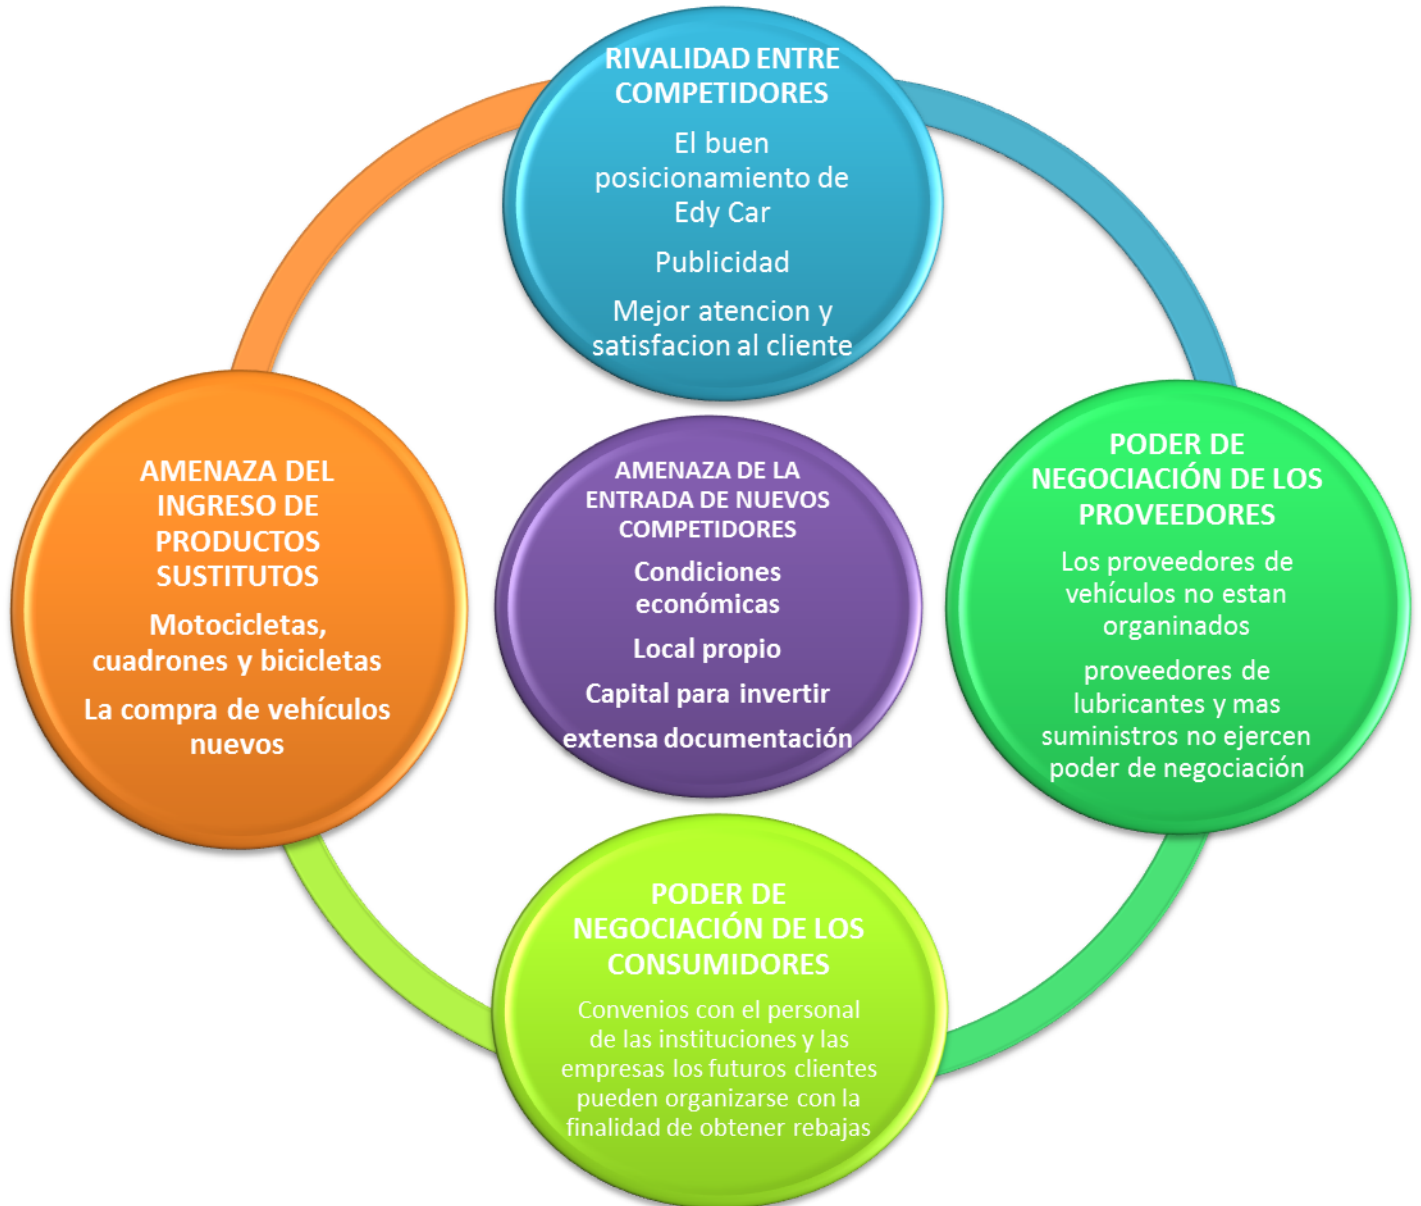 RIVALIDAD ENTRE
COMPETIDORES
El buen
posicionamiento de
Edy Car
Publicidad
Mejor atencion y
satisfacion al cliente
AMENAZA DEL
INGRESO DE
PRODUCTOS
SUSTITUTOS
Motocicletas,
cuadrones y bicicletas
La compra de vehículos
nuevos
AMENAZA DE LA
ENTRADA DE NUEVOS
COMPETIDORES
Condiciones
económicas
Local propio
Capital para invertir
extensa documentación
PODER DE
NEGOCIACIÓN DE LOS
PROVEEDORES
Los proveedores de
vehículos no estan
organinados
proveedores de
lubricantes y mas
suministros no ejercen
poder de negociación
PODER DE
NEGOCIACIÓN DE LOS
CONSUMIDORES
Convenios con el personal
de las instituciones y las
empresas los futuros clientes
pueden organizarse con la
finalidad de obtener rebajas